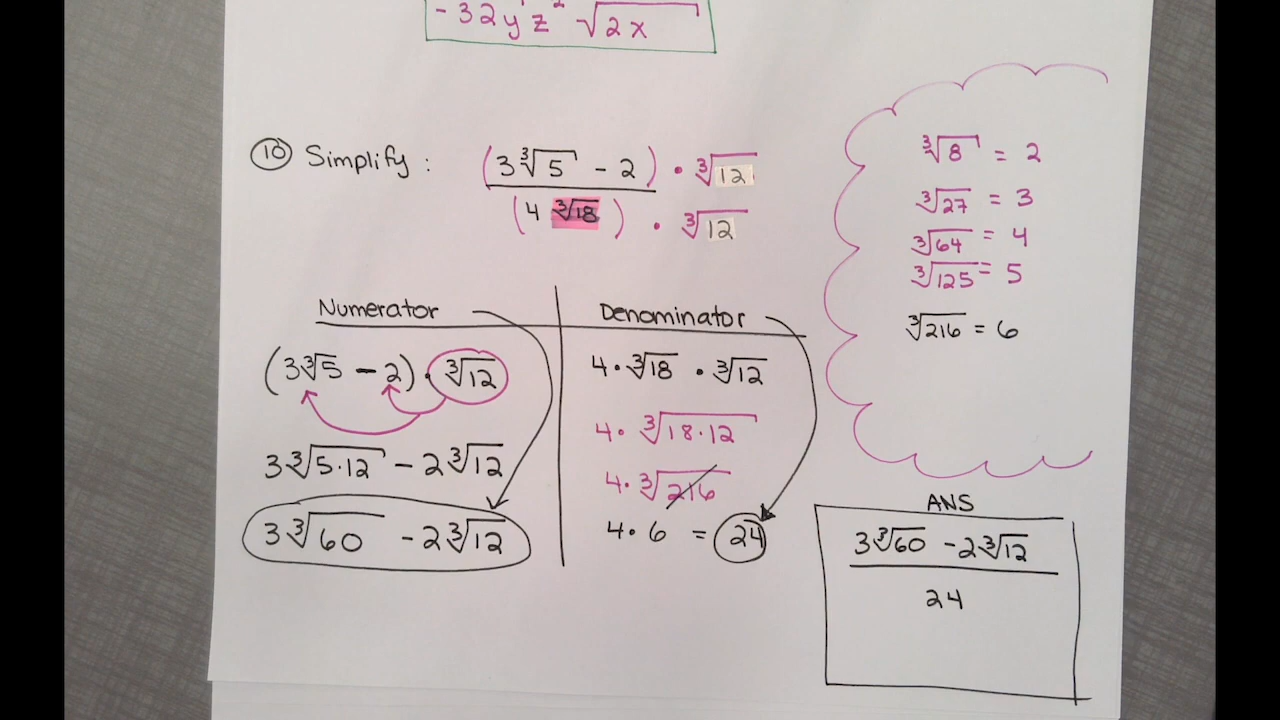 -32y z² √2x
⑩ Simplify : (3∛5 - 2) · ∛12
(4 ∛18) · ∛12
Numerator
(3∛5 - 2) · ∛12
3∛5·12 - 2∛12
3∛60 - 2∛12
Denominator
4 · ∛18 · ∛12
4 · ∛18·12
4 · ∛216
4 · 6 = 24
∛8 = 2
∛27 = 3
∛64 = 4
∛125 = 5
∛216 = 6
ANS
3∛60 - 2∛12
24